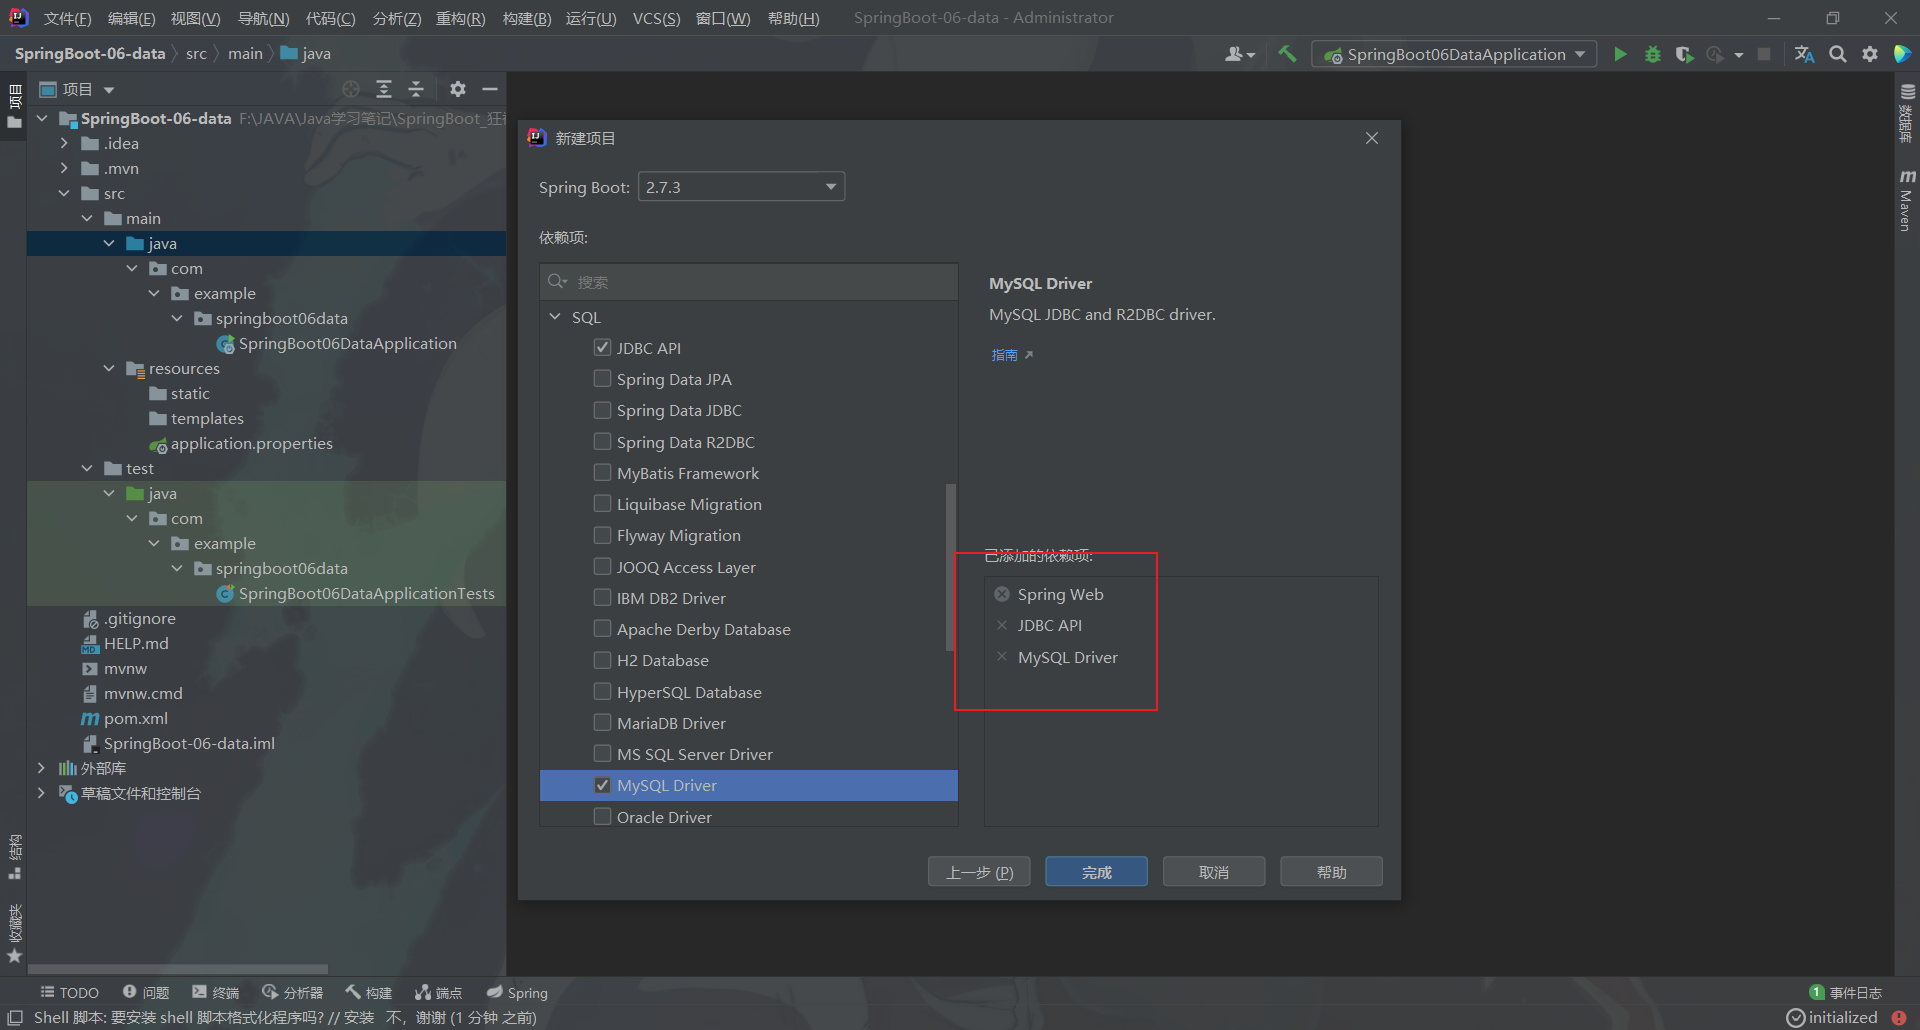 文件(F) 编辑(E) 视图(V) 导航(N) 代码(C) 分析(Z) 重构(R) 构建(B) 运行(U) VCS(S) 窗口(W) 帮助(H) SpringBoot-06-data - Administrator
SpringBoot-06-data src main java SpringBoot06DataApplication
项目
项目
SpringBoot-06-data F:\JAVA\Java学习笔记\SpringBoot_狂
.idea
.mvn
src
main
java
com
example
springboot06data
SpringBoot06DataApplication
resources
static
templates
application.properties
test
java
com
example
springboot06data
SpringBoot06DataApplicationTests
.gitignore
HELP.md
mvnw
mvnw.cmd
pom.xml
SpringBoot-06-data.iml
外部库
草稿文件和控制台
结构
收藏夹
新建项目
Spring Boot: 2.7.3
依赖项:
搜索
SQL
JDBC API
Spring Data JPA
Spring Data JDBC
Spring Data R2DBC
MyBatis Framework
Liquibase Migration
Flyway Migration
JOOQ Access Layer
IBM DB2 Driver
Apache Derby Database
H2 Database
HyperSQL Database
MariaDB Driver
MS SQL Server Driver
MySQL Driver
Oracle Driver
MySQL Driver
MySQL JDBC and R2DBC driver.
指南
已添加的依赖项:
Spring Web
JDBC API
MySQL Driver
上一步 (P) 完成 取消 帮助
数据库
m Maven
TODO 问题 终端 分析器 构建 端点 Spring 1 事件日志
Shell 脚本: 要安装 shell 脚本格式化程序吗? // 安装 不，谢谢 (1 分钟 之前) initialized